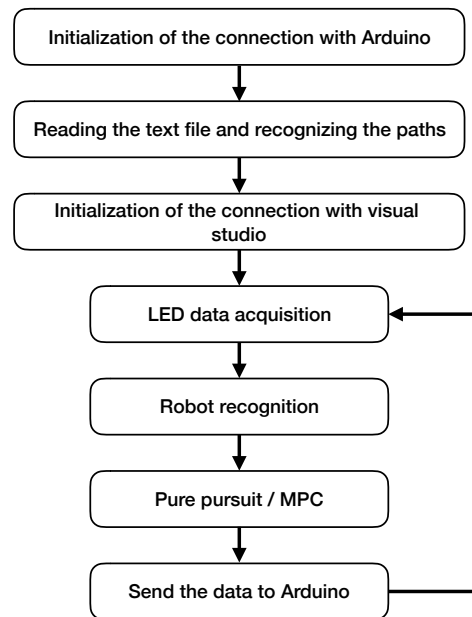 Initialization of the connection with Arduino
Reading the text file and recognizing the paths
Initialization of the connection with visual
studio
LED data acquisition
Robot recognition
Pure pursuit / MPC
Send the data to Arduino